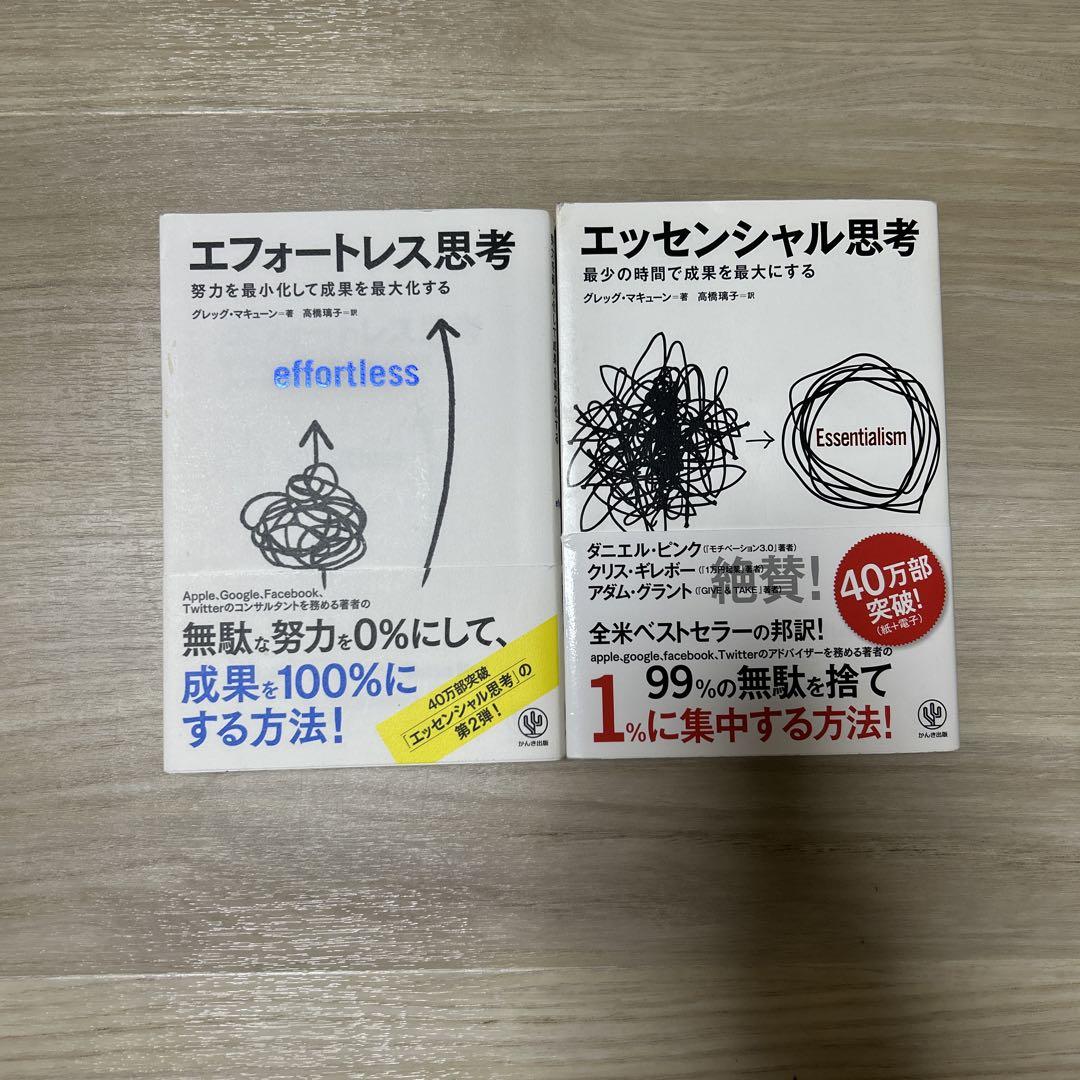 エフォートレス思考
努力を最小化して成果を最大化する
グレッグ・マキューン=著 高橋璃子=訳
effortless
Apple、Google、Facebook、
Twitterのコンサルタントを務める著者の
無駄な努力を0%にして、
成果を100%に
する方法!
40万部突破
「エッセンシャル思考」の
第2弾!
かんき出版
エッセンシャル思考
最少の時間で成果を最大にする
グレッグ・マキューン=著 高橋璃子=訳
Essentialism
ダニエル・ピンク(「モチベーション3.0」著者)
クリス・ギレボー(「1万円起業」著者)
アダム・グラント(「GIVE & TAKE」著者)
絶賛!
40万部
突破!
(紙+電子)
全米ベストセラーの邦訳!
apple、google、facebook、Twitterのアドバイザーを務める著者の
99%の無駄を捨て
1%に集中する方法!
かんき出版